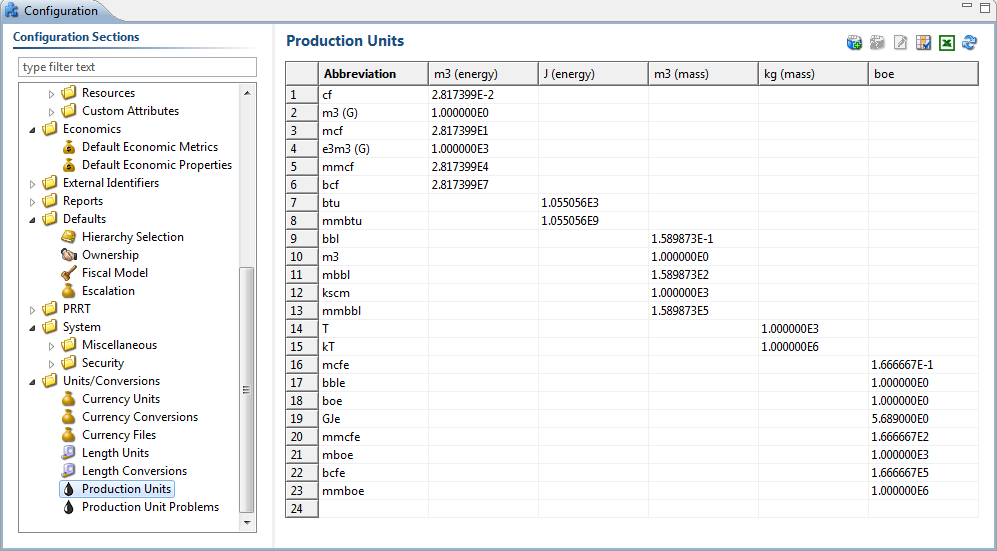 Configuration
Configuration Sections
type filter text
Resources
Custom Attributes
Economics
Default Economic Metrics
Default Economic Properties
External Identifiers
Reports
Defaults
Hierarchy Selection
Ownership
Fiscal Model
Escalation
PRRT
System
Miscellaneous
Security
Units/Conversions
Currency Units
Currency Conversions
Currency Files
Length Units
Length Conversions
Production Units
Production Unit Problems
Production Units
Abbreviation m3 (energy) J (energy) m3 (mass) kg (mass) boe
1 cf 2.817399E-2
2 m3 (G) 1.000000E0
3 mcf 2.817399E1
4 e3m3 (G) 1.000000E3
5 mmcf 2.817399E4
6 bcf 2.817399E7
7 btu 1.055056E3
8 mmbtu 1.055056E9
9 bbl 1.589873E-1
10 m3 1.000000E0
11 mbbl 1.589873E2
12 kscm 1.000000E3
13 mmbbl 1.589873E5
14 T 1.000000E3
15 kT 1.000000E6
16 mcfe 1.666667E-1
17 bble 1.000000E0
18 boe 1.000000E0
19 GJe 5.689000E0
20 mmcfe 1.666667E2
21 mboe 1.000000E3
22 bcfe 1.666667E5
23 mmboe 1.000000E6
24